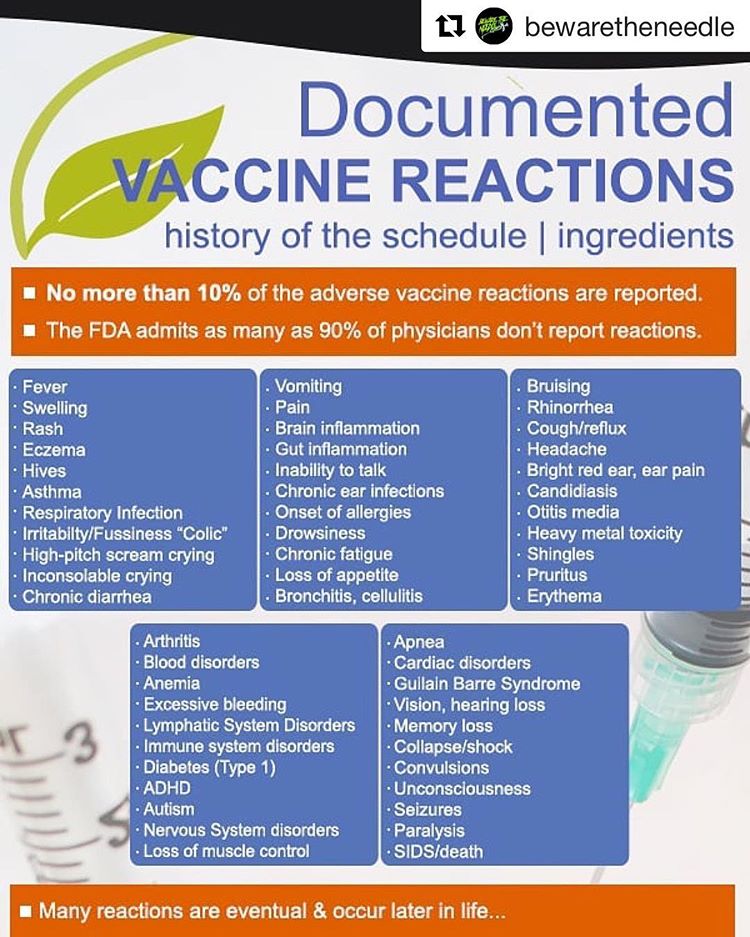 bewaretheneedle
Documented
VACCINE REACTIONS
history of the schedule | ingredients
■ No more than 10% of the adverse vaccine reactions are reported.
■ The FDA admits as many as 90% of physicians don't report reactions.
· Fever
· Swelling
· Rash
· Eczema
· Hives
· Asthma
· Respiratory Infection
· Irritabilty/Fussiness “Colic”
· High-pitch scream crying
· Inconsolable crying
· Chronic diarrhea
. Vomiting
. Pain
. Brain inflammation
. Gut inflammation
. Inability to talk
. Chronic ear infections
. Onset of allergies
. Drowsiness
. Chronic fatigue
. Loss of appetite
. Bronchitis, cellulitis
. Bruising
. Rhinorrhea
. Cough/reflux
. Headache
. Bright red ear, ear pain
. Candidiasis
. Otitis media
. Heavy metal toxicity
. Shingles
. Pruritus
. Erythema
· Arthritis
· Blood disorders
· Anemia
· Excessive bleeding
· Lymphatic System Disorders
· Immune system disorders
· Diabetes (Type 1)
· ADHD
· Autism
· Nervous System disorders
· Loss of muscle control
· Apnea
· Cardiac disorders
· Gullain Barre Syndrome
· Vision, hearing loss
· Memory loss
· Collapse/shock
· Convulsions
· Unconsciousness
· Seizures
· Paralysis
· SIDS/death
3
5
■ Many reactions are eventual & occur later in life...